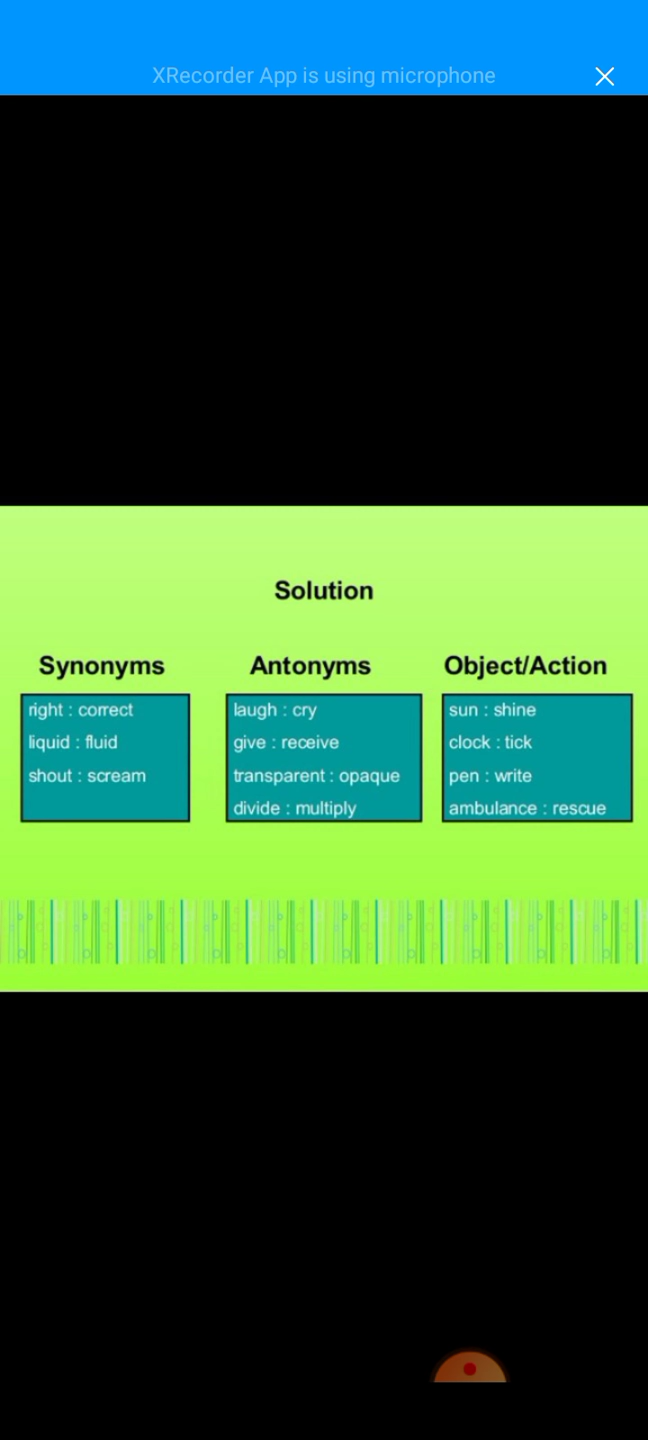 XRecorder App is using microphone
Solution
Synonyms
right : correct
liquid : fluid
shout : scream
Antonyms
laugh : cry
give : receive
transparent : opaque
divide : multiply
Object/Action
sun : shine
clock : tick
pen : write
ambulance : rescue